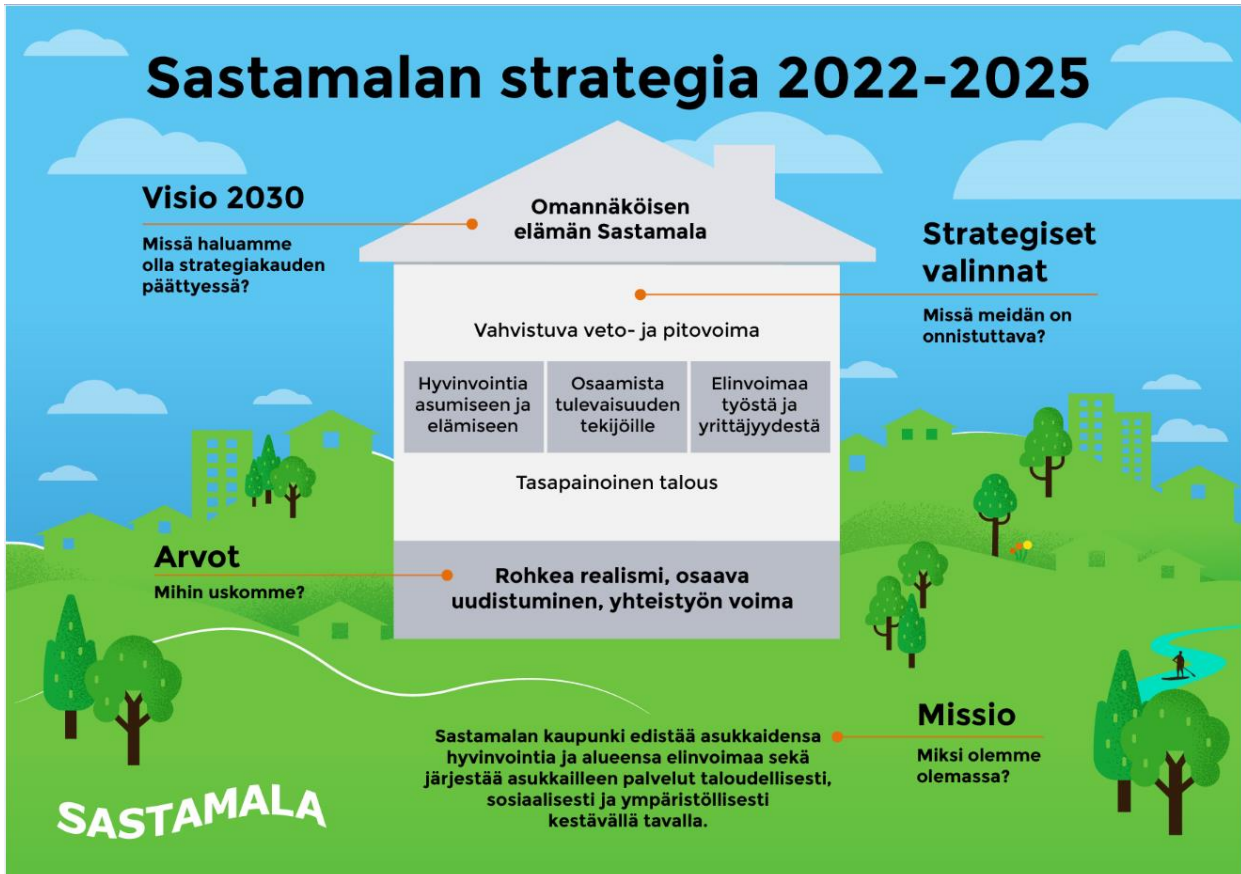 Sastamalan strategia 2022-2025
Visio 2030
Missä haluamme
olla strategiakauden
päättyessä?
Omannäköisen
elämän Sastamala
Strategiset
valinnat
Missä meidän on
onnistuttava?
Vahvistuva veto- ja pitovoima
Hyvinvointia
asumiseen ja
elämiseen
Osaamista
tulevaisuuden
tekijöille
Elinvoimaa
työstä ja
yrittäjyydestä
Tasapainoinen talous
Arvot
Mihin uskomme?
Rohkea realismi, osaava
uudistuminen, yhteistyön voima
Missio
Miksi olemme
olemassa?
Sastamalan kaupunki edistää asukkaidensa
hyvinvointia ja alueensa elinvoimaa sekä
järjestää asukkailleen palvelut taloudellisesti,
sosiaalisesti ja ympäristöllisesti
kestävällä tavalla.
SASTAMALA